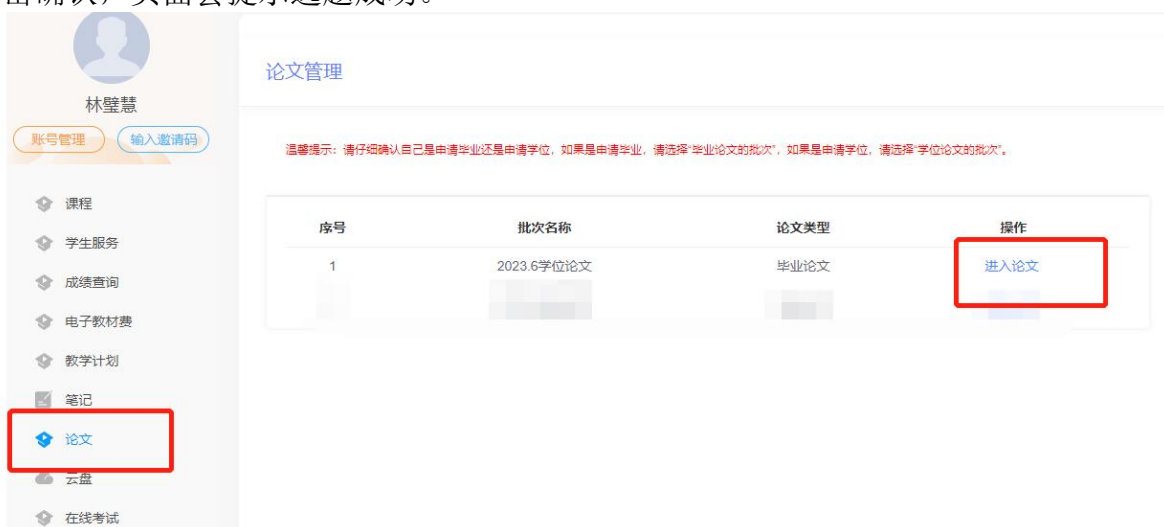 林璧慧
账号管理 输入邀请码
课程
学生服务
成绩查询
电子教材费
教学计划
笔记
论文
云盘
在线考试
论文管理
温馨提示：请仔细确认自己是申请毕业还是申请学位，如果是申请毕业，请选择“毕业论文的批次”，如果是申请学位，请选择“学位论文的批次”。
序号 批次名称 论文类型 操作
1 2023.6学位论文 毕业论文 进入论文